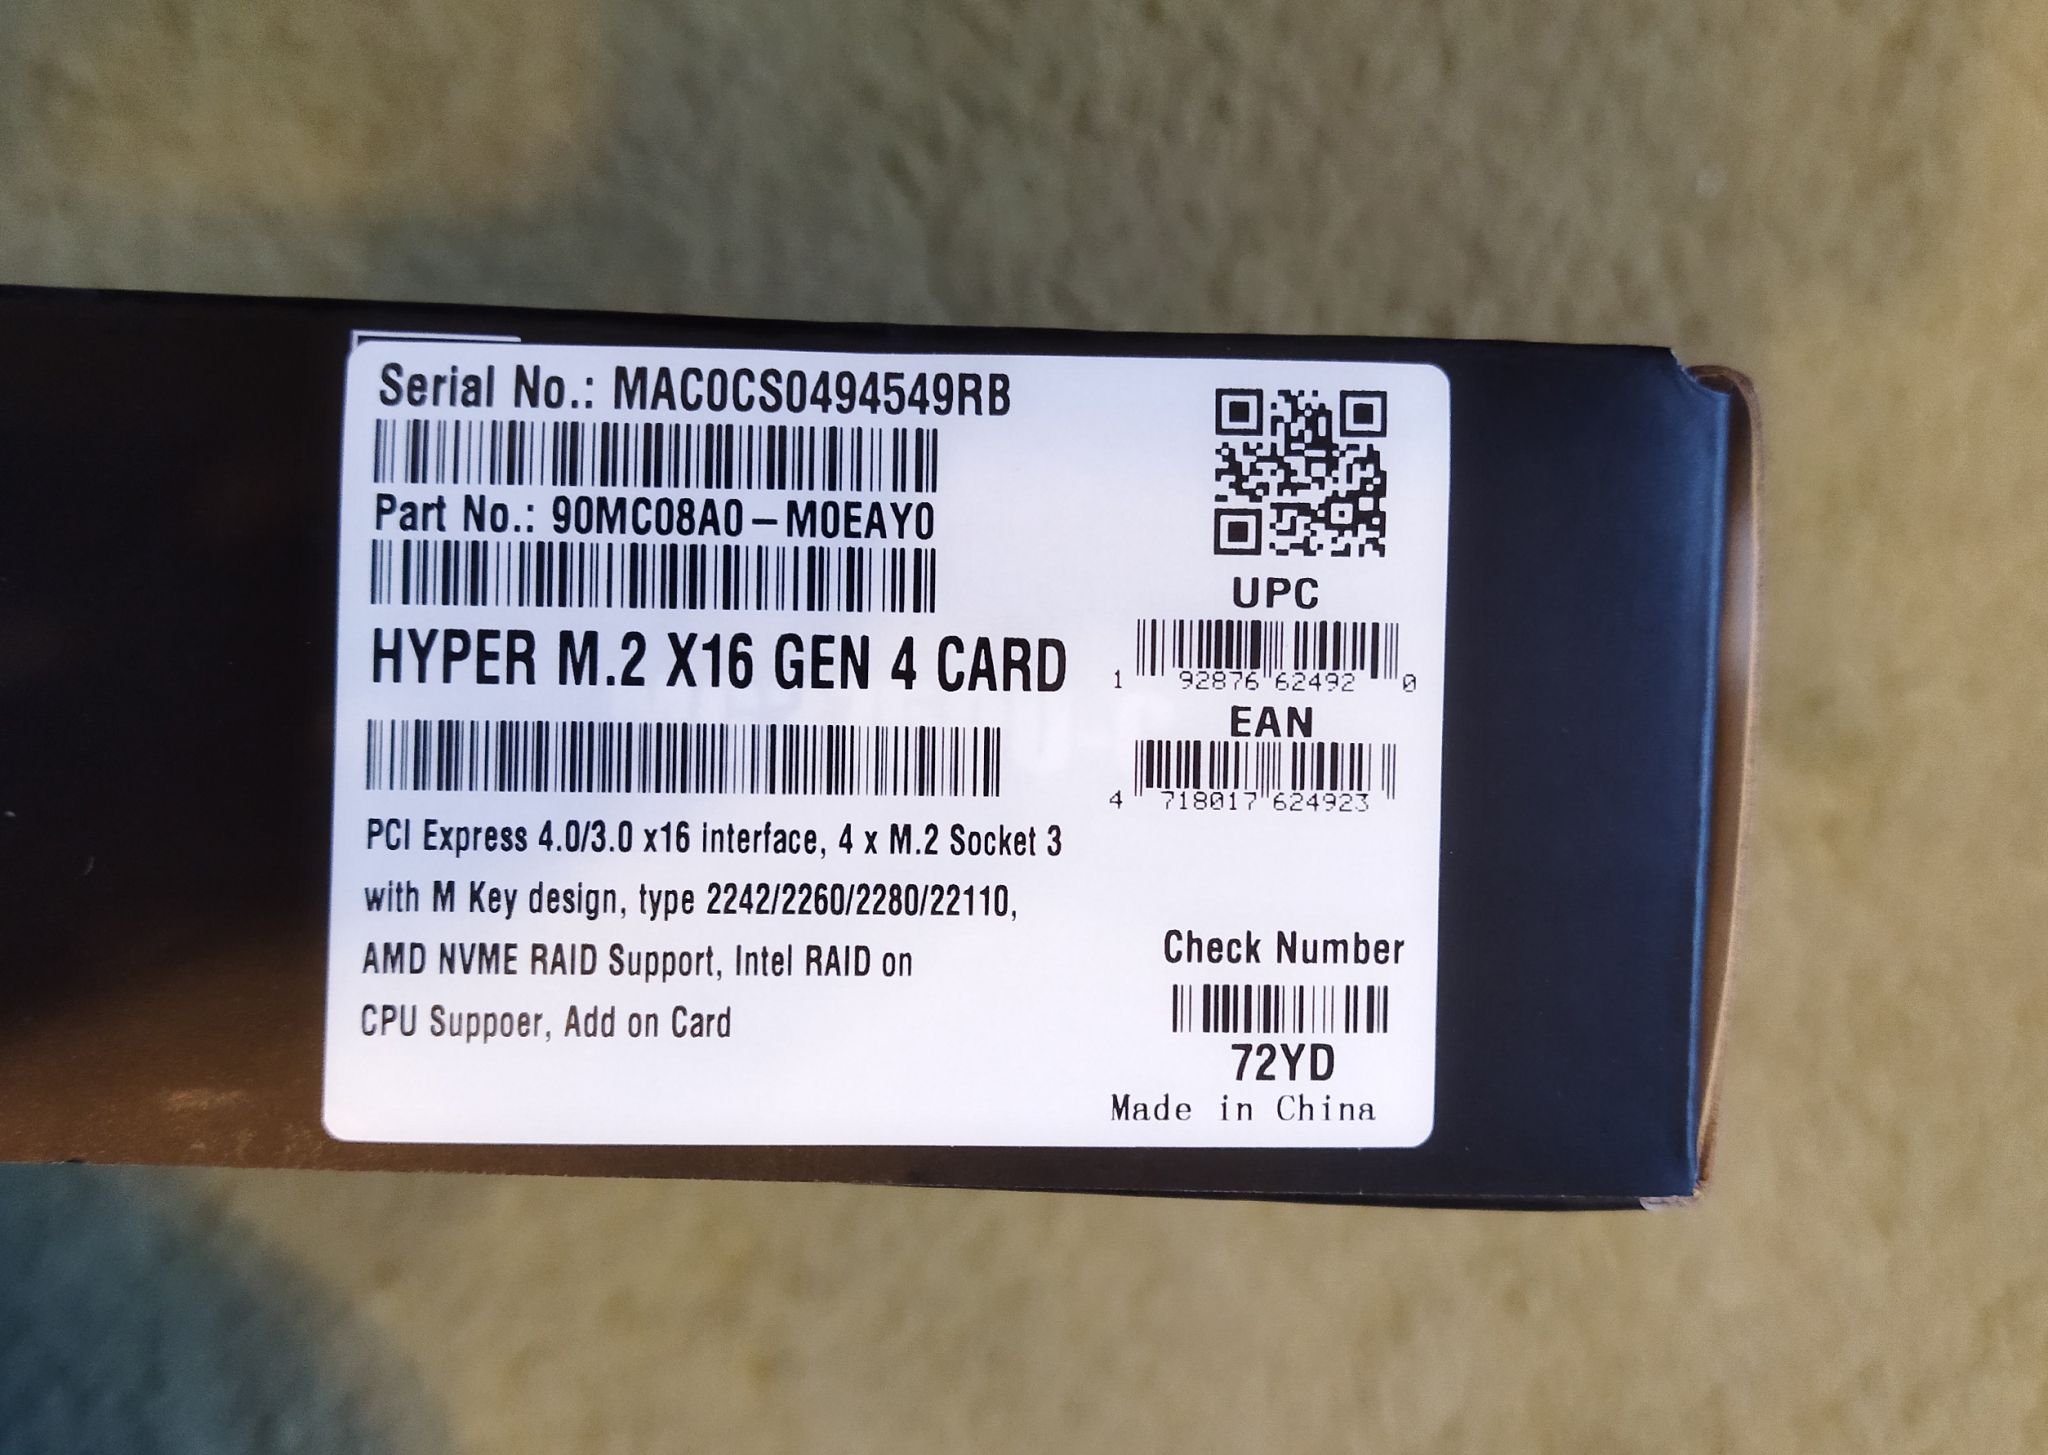 Serial No.: MAC0CS0494549RB
Part No.: 90MC08A0-M0EAY0
HYPER M.2 X16 GEN 4 CARD
PCI Express 4.0/3.0 x16 interface, 4 x M.2 Socket 3
with M Key design, type 2242/2260/2280/22110,
AMD NVME RAID Support, Intel RAID on
CPU Suppoer, Add on Card
UPC
1 92876 62492 0
EAN
4 718017 624923
Check Number
72YD
Made in China